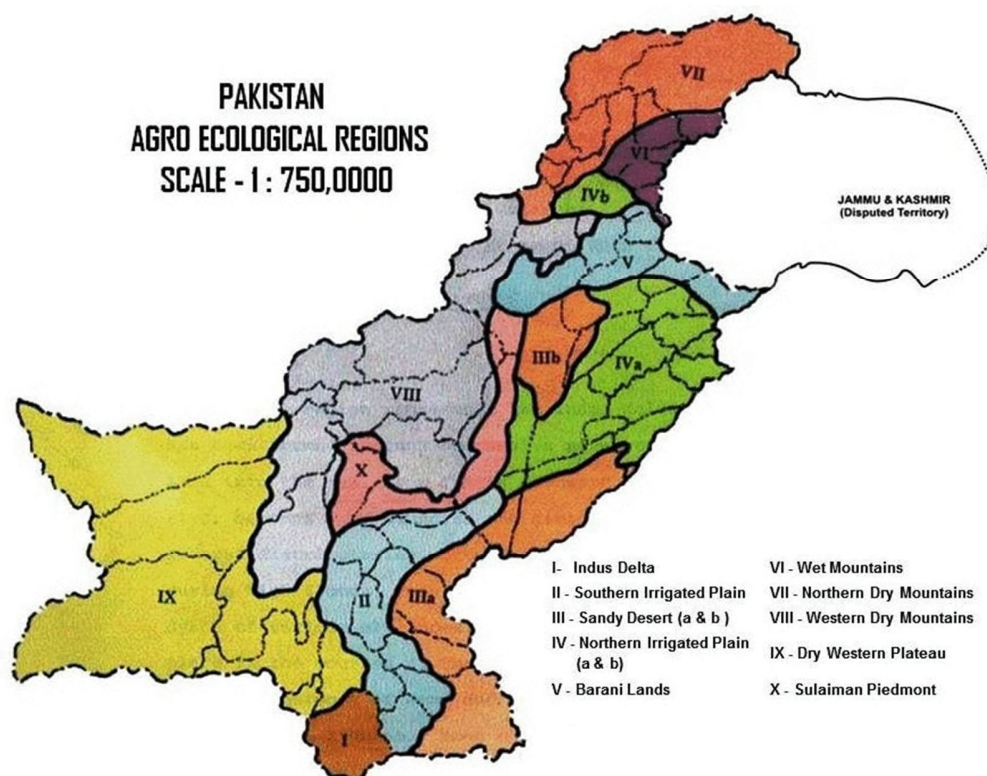 PAKISTAN
AGRO ECOLOGICAL REGIONS
SCALE - 1 : 750,0000
VII
VI
IVb
JAMMU & KASHMIR
(Disputed Territory)
V
IIIb
IVa
VIII
X
IX
II
IIIa
I
I- Indus Delta
II - Southern Irrigated Plain
III - Sandy Desert (a & b )
IV - Northern Irrigated Plain
(a & b)
V - Barani Lands
VI - Wet Mountains
VII - Northern Dry Mountains
VIII - Western Dry Mountains
IX - Dry Western Plateau
X - Sulaiman Piedmont